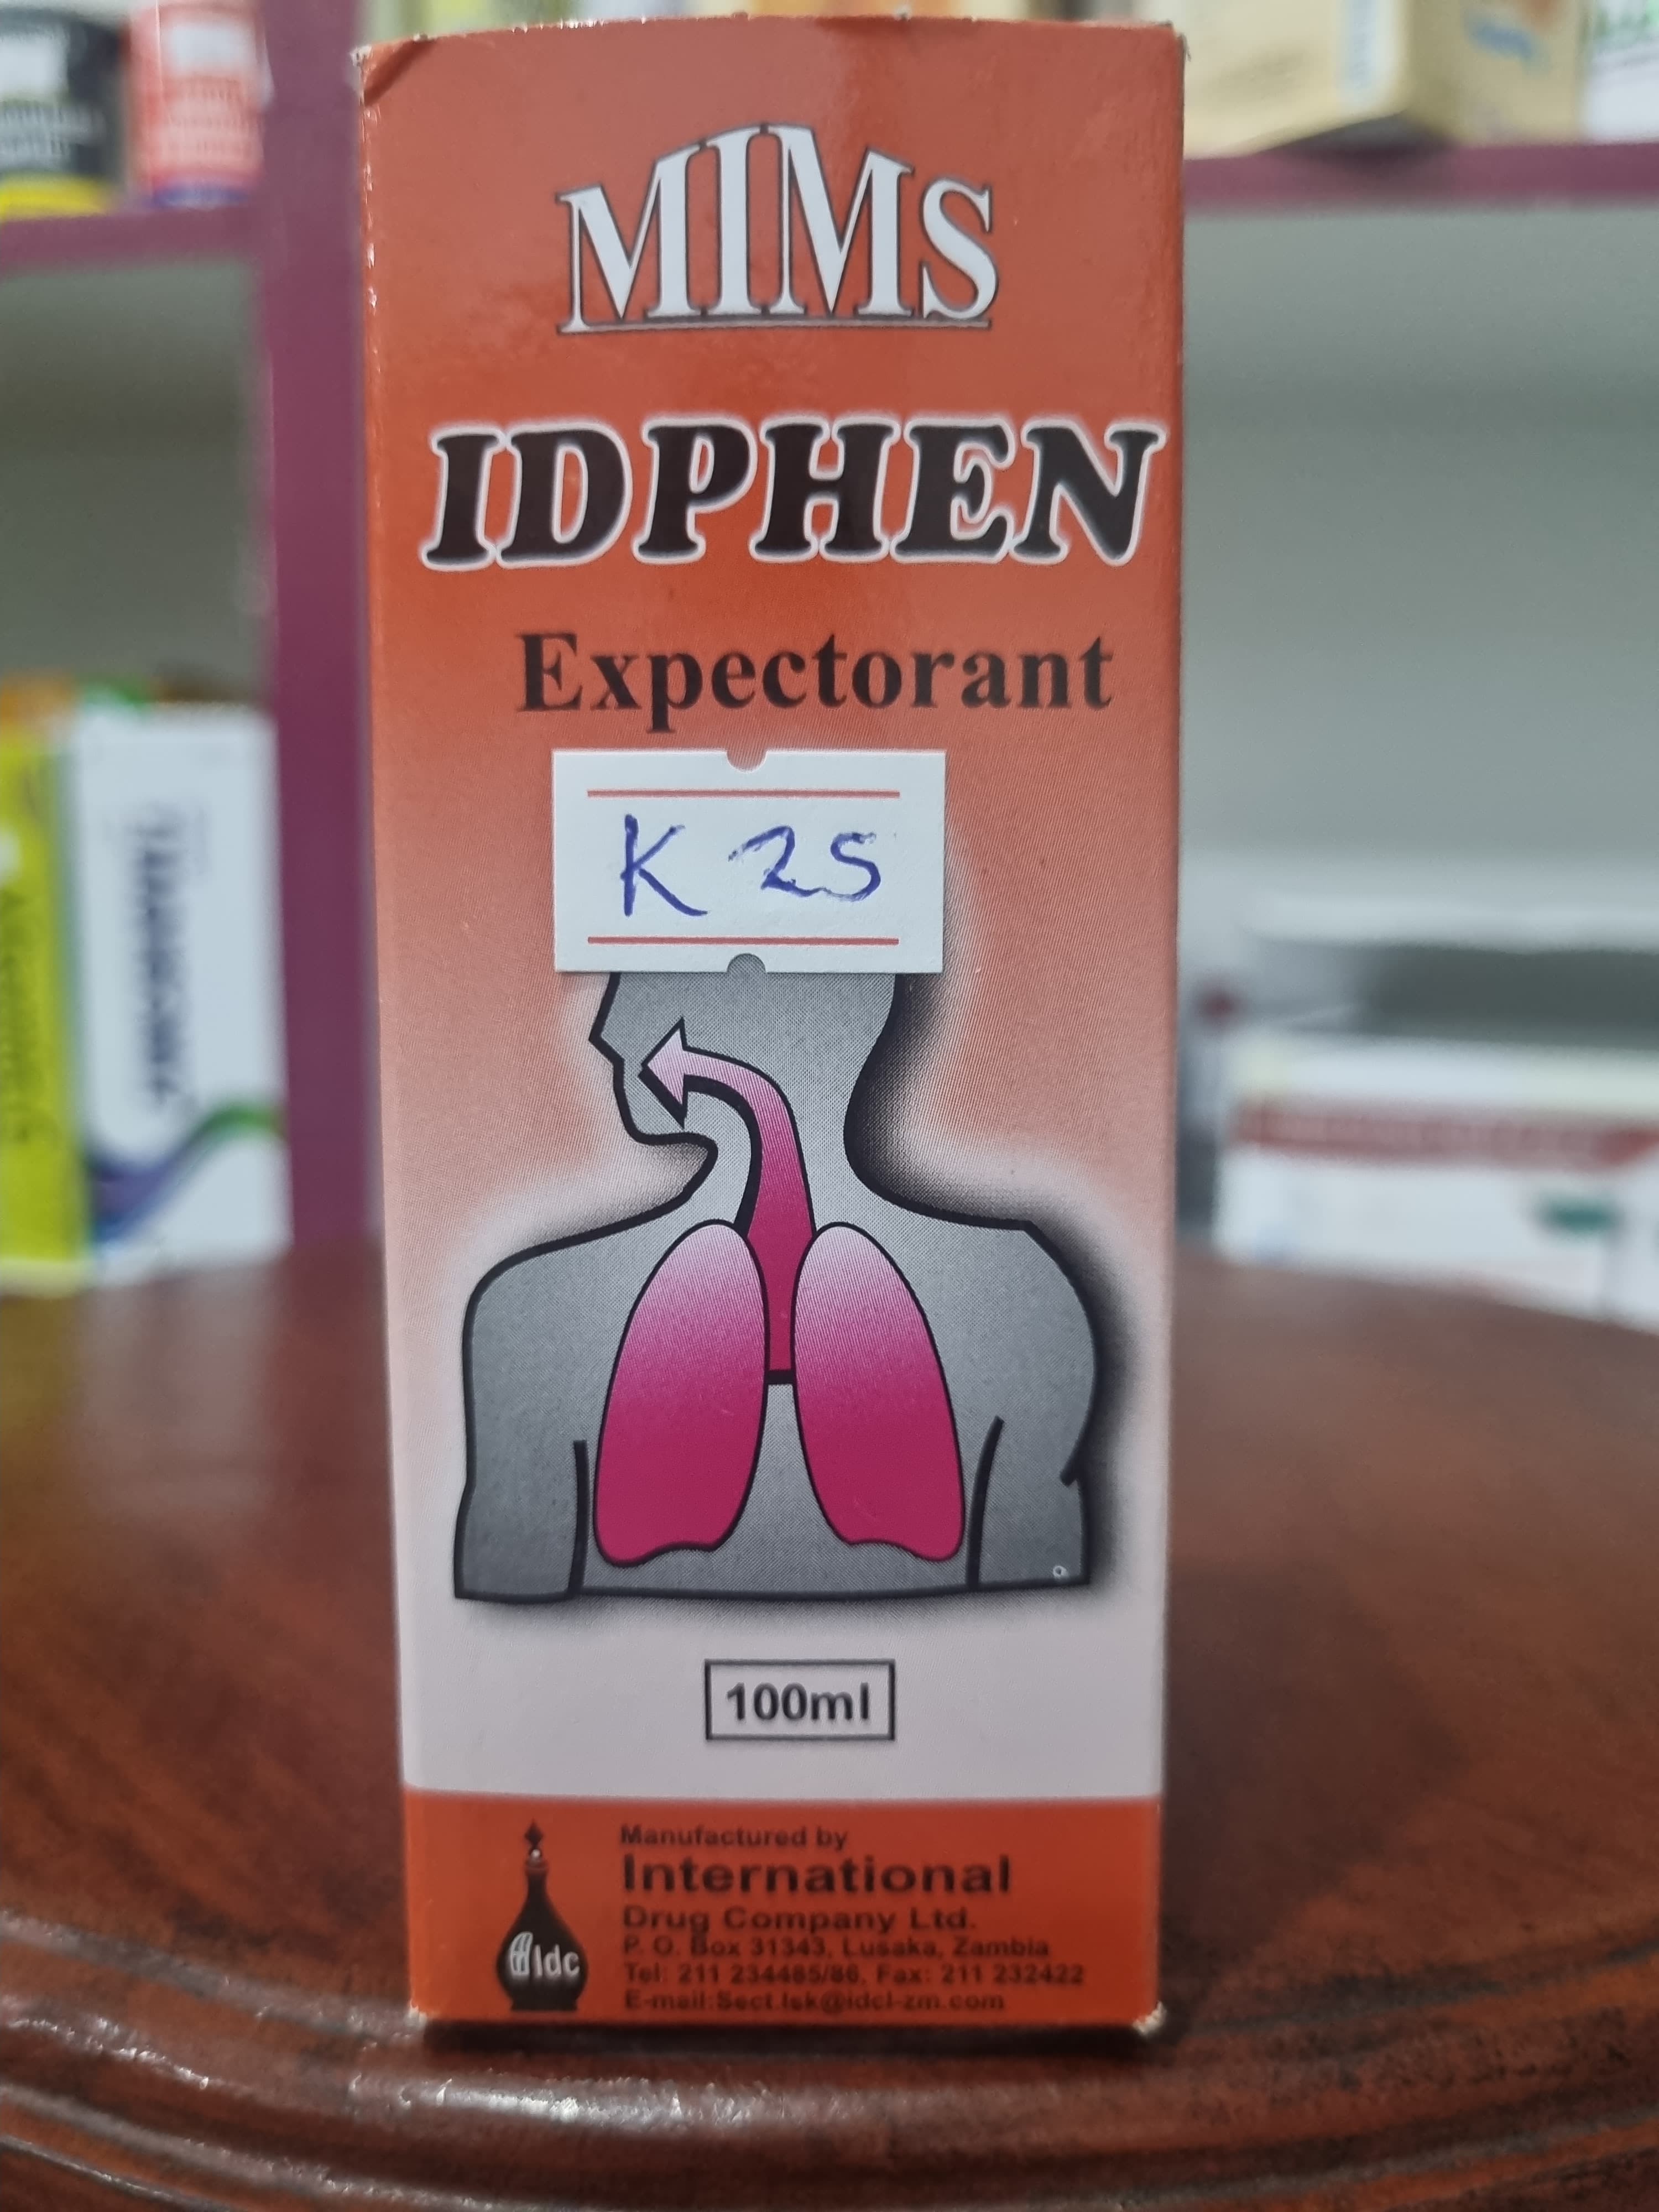 MIMS
IDPHEN
Expectorant
K 25
100ml
Manufactured by
International
Drug Company Ltd.
P. O. Box 31343, Lusaka, Zambia
Tel: 211 234485/86, Fax: 211 232422
E-mail:Sect.lsk@idcl-zm.com
Idc